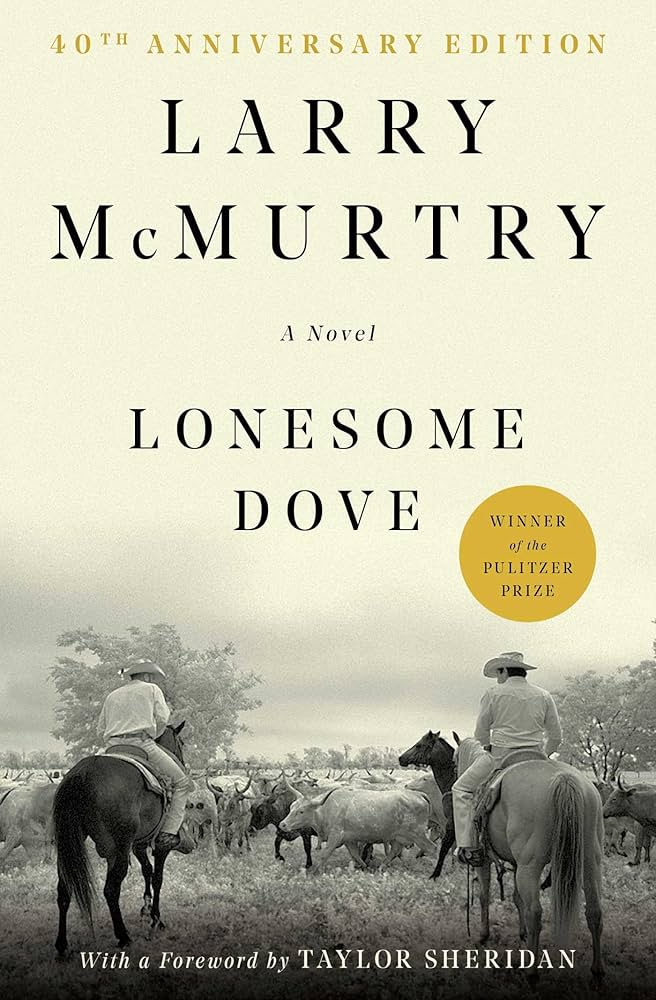 40TH ANNIVERSARY EDITION
LARRY
McMURTRY
A Novel
LONESOME
DOVE
WINNER
of the
PULITZER
PRIZE
With a Foreword by TAYLOR SHERIDAN